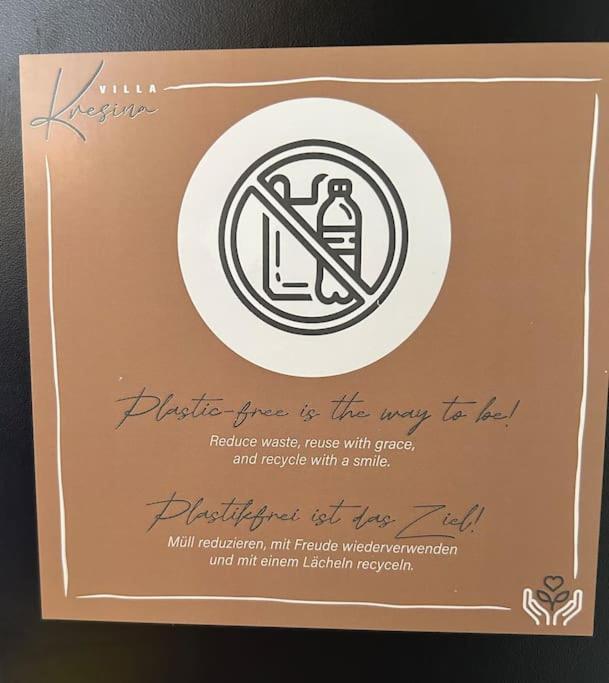 VILLA
Kresina
Plastic-free is the way to be!
Reduce waste, reuse with grace,
and recycle with a smile.
Plastikfrei ist das Ziel!
Müll reduzieren, mit Freude wiederverwenden
und mit einem Lächeln recyceln.